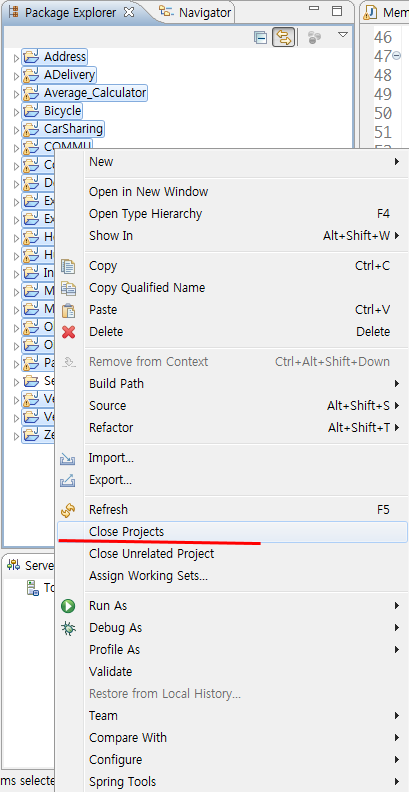 Package Explorer
Navigator
Mem
Address
ADelivery
Average_Calculator
Bicycle
CarSharing
COMMU
Co
D
Ex
Ex
H
H
In
M
M
O
O
Pa
Se
Ve
Ve
Ze
46
47
48
49
50
51
New
Open in New Window
Open Type Hierarchy F4
Show In Alt+Shift+W
Copy Ctrl+C
Copy Qualified Name
Paste Ctrl+V
Delete Delete
Remove from Context Ctrl+Alt+Shift+Down
Build Path
Source Alt+Shift+S
Refactor Alt+Shift+T
Import...
Export...
Refresh F5
Close Projects
Close Unrelated Project
Assign Working Sets...
Run As
Debug As
Profile As
Validate
Restore from Local History...
Team
Compare With
Configure
Spring Tools
Serve
To
ms selecte